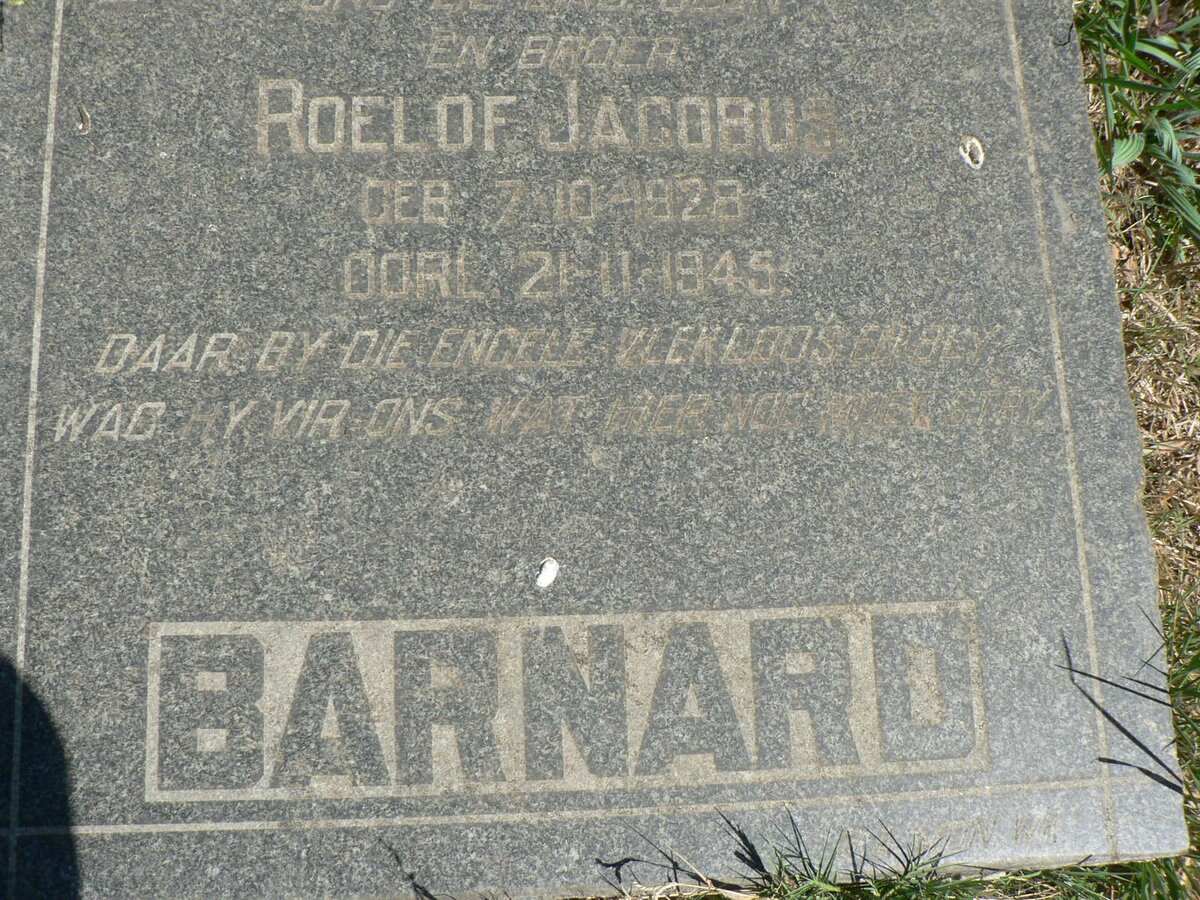 EN BROER
ROELOF JACOBUS
GEB. 7-10-1928
OORL. 21-11-1945
DAAR BY DIE ENGELE VLEKLOOS EN BLY,
WAG HY VIR ONS WAT HIER NOG MOET STRY.
BARNARD